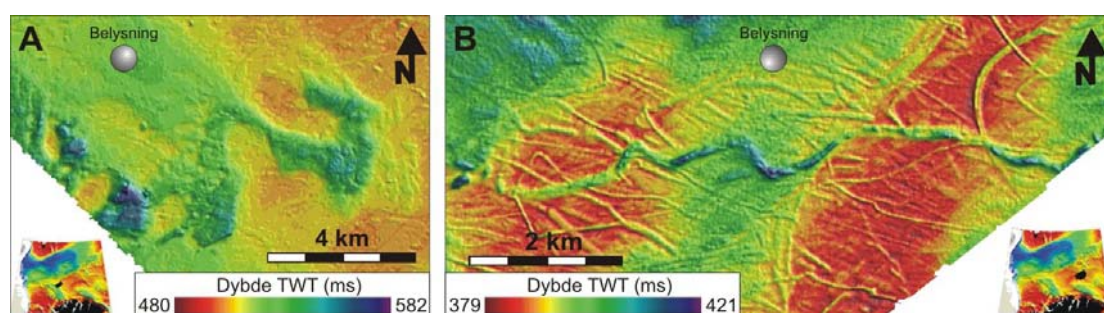 A
Belysning
N
4 km
Dybde TWT (ms)
480
582
B
Belysning
N
2 km
Dybde TWT (ms)
379
421